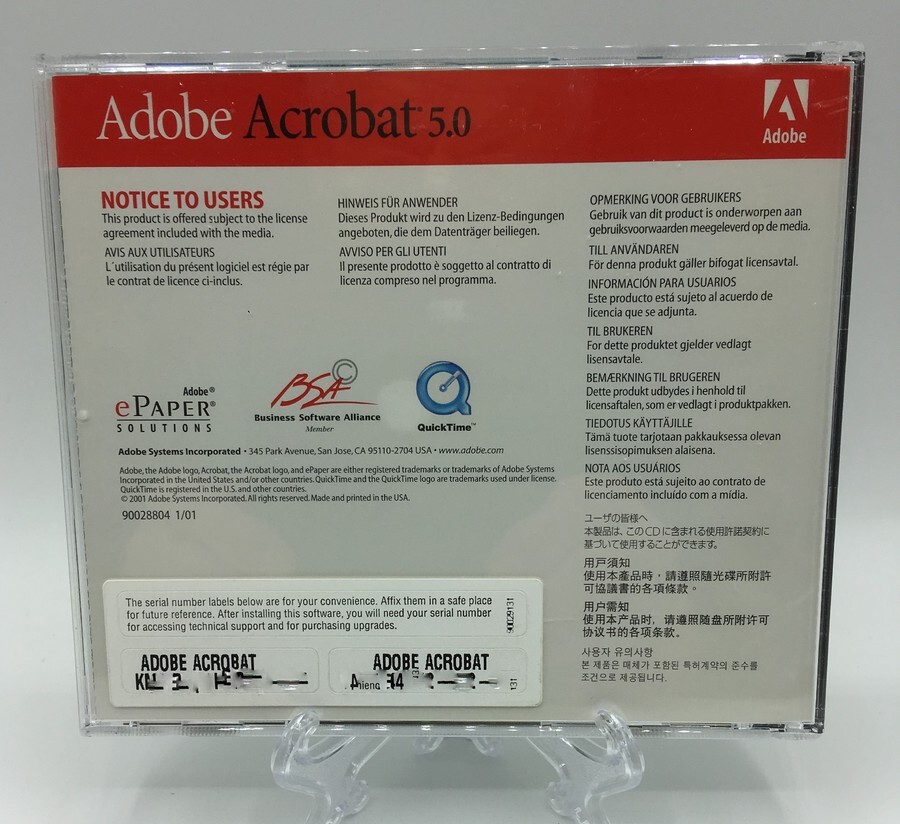 Adobe Acrobat® 5.0
Adobe
NOTICE TO USERS
This product is offered subject to the license
agreement included with the media.
AVIS AUX UTILISATEURS
L´utilisation du présent logiciel est régie par
le contrat de licence ci-inclus.
HINWEIS FÜR ANWENDER
Dieses Produkt wird zu den Lizenz-Bedingungen
angeboten, die dem Datenträger beiliegen.
AVVISO PER GLI UTENTI
Il presente prodotto è soggetto al contratto di
licenza compreso nel programma.
OPMERKING VOOR GEBRUIKERS
Gebruik van dit product is onderworpen aan
gebruiksvoorwaarden meegeleverd op de media.
TILL ANVÄNDAREN
För denna produkt gäller bifogat licensavtal.
INFORMACIÓN PARA USUARIOS
Este producto está sujeto al acuerdo de
licencia que se adjunta.
TIL BRUKEREN
For dette produktet gjelder vedlagt
lisensavtale.
BEMÆRKNING TIL BRUGEREN
Dette produkt udbydes i henhold til
licensaftalen, som er vedlagt i produktpakken.
TIEDOTUS KÄYTTÄJILLE
Tämä tuote tarjotaan pakkauksessa olevan
lisenssisopimuksen alaisena.
NOTA AOS USUÁRIOS
Este produto está sujeito ao contrato de
licenciamento incluído com a mídia.
ユーザの皆様へ
本製品は、このCDに含まれる使用許諾契約に
基づいて使用することができます。
用戶須知
使用本產品時，請遵照隨光碟所附許
可協議書的各項條款。
用户需知
使用本产品时，请遵照随盘所附许可
协议书的各项条款。
사용자 유의사항
본 제품은 매체가 포함된 특허계약의 준수를
조건으로 제공됩니다.
Adobe®
ePAPER®
SOLUTIONS
BSA©
Business Software Alliance
Member
QuickTime™
Adobe Systems Incorporated • 345 Park Avenue, San Jose, CA 95110-2704 USA • www.adobe.com
Adobe, the Adobe logo, Acrobat, the Acrobat logo, and ePaper are either registered trademarks or trademarks of Adobe Systems
Incorporated in the United States and/or other countries. QuickTime and the QuickTime logo are trademarks used under license.
QuickTime is registered in the U.S. and other countries.
© 2001 Adobe Systems Incorporated. All rights reserved. Made and printed in the USA.
90028804 1/01
The serial number labels below are for your convenience. Affix them in a safe place
for future reference. After installing this software, you will need your serial number
for accessing technical support and for purchasing upgrades.
90029131
ADOBE ACROBAT
ADOBE ACROBAT